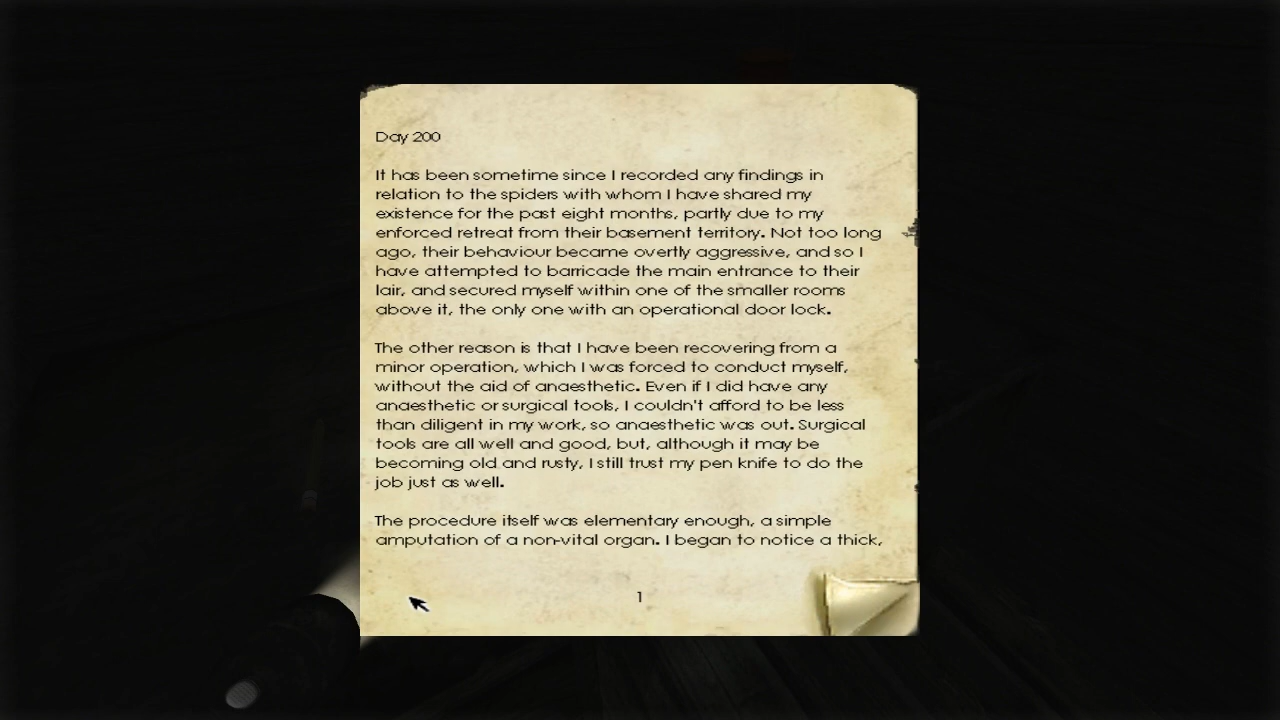 Day 200
It has been sometime since I recorded any findings in
relation to the spiders with whom I have shared my
existence for the past eight months, partly due to my
enforced retreat from their basement territory. Not too long
ago, their behaviour became overtly aggressive, and so I
have attempted to barricade the main entrance to their
lair, and secured myself within one of the smaller rooms
above it, the only one with an operational door lock.
The other reason is that I have been recovering from a
minor operation, which I was forced to conduct myself,
without the aid of anaesthetic. Even if I did have any
anaesthetic or surgical tools, I couldn't afford to be less
than diligent in my work, so anaesthetic was out. Surgical
tools are all well and good, but, although it may be
becoming old and rusty, I still trust my pen knife to do the
job just as well.
The procedure itself was elementary enough, a simple
amputation of a non-vital organ. I began to notice a thick,
1